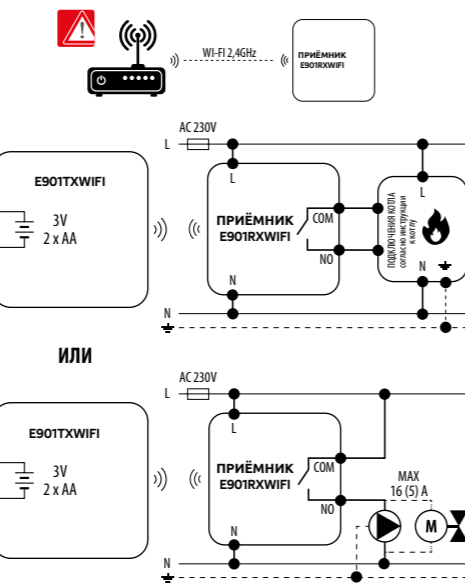 WI-FI 2,4GHz
ПРИЁМНИК
E901RXWIFI
AC 230V
L
E901TXWIFI
3V
2 x AA
L
ПРИЁМНИК
E901RXWIFI
COM
NO
N
L
ПОДКЛЮЧЕНИЯ КОТЛА
согласно инструкции
к котлу
N
N
ИЛИ
AC 230V
L
E901TXWIFI
3V
2 x AA
L
ПРИЁМНИК
E901RXWIFI
COM
NO
N
MAX
16 (5) A
M
N